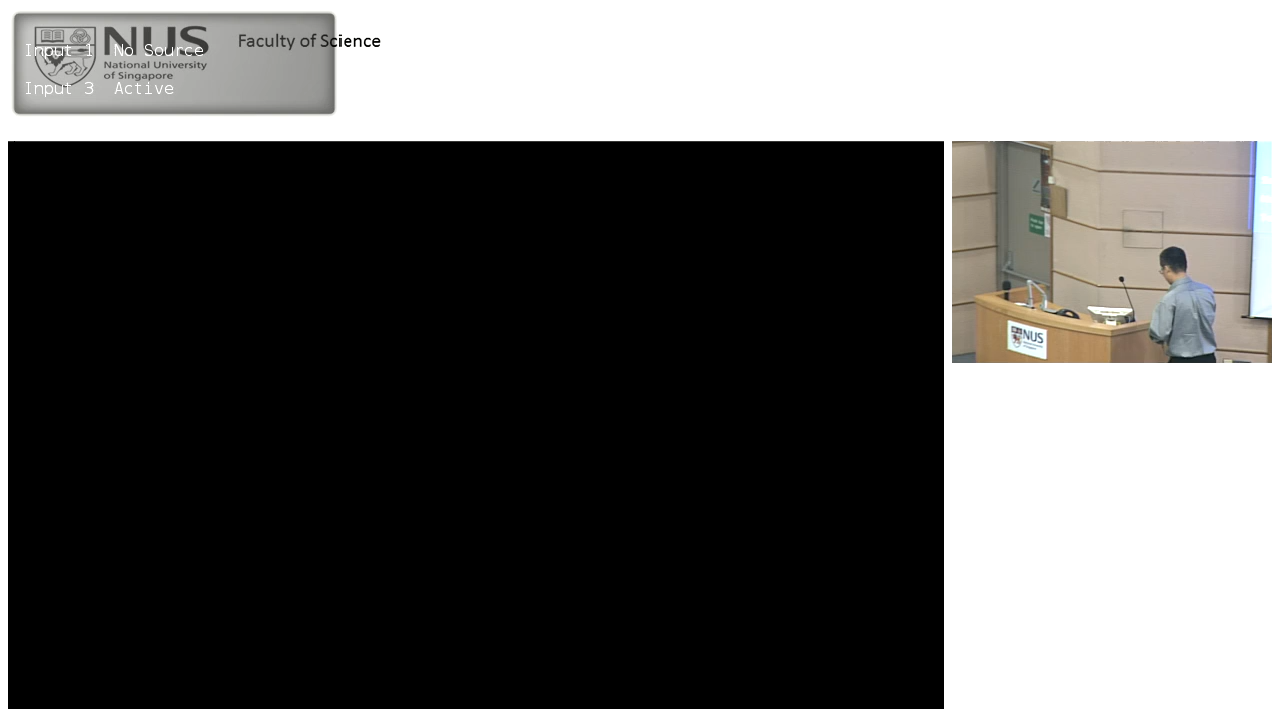 NUS
National University
of Singapore
Faculty of Science
Input 1 No Source
Input 3 Active
NUS